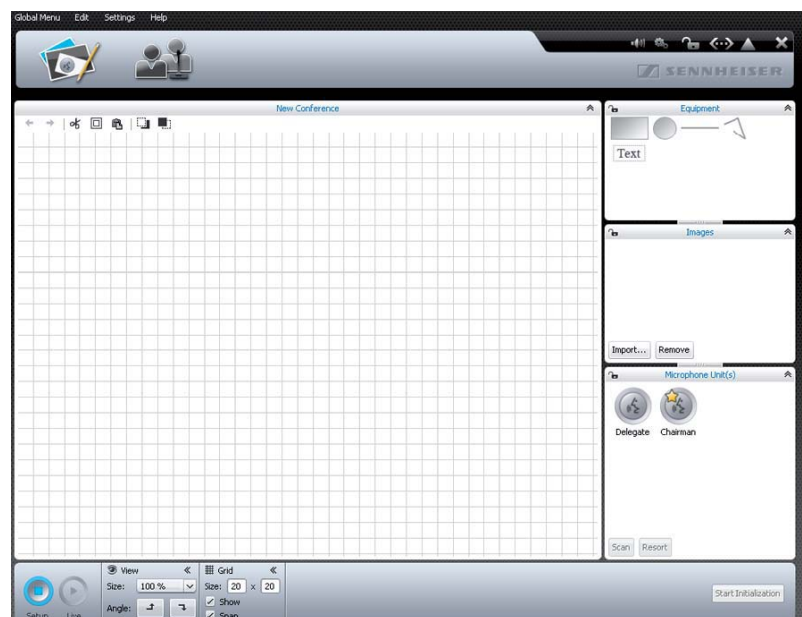 Global Menu Edit Settings Help
SENNHEISER
New Conference
Equipment
Text
Images
Import... Remove
Microphone Unit(s)
Delegate Chairman
Scan Resort
View
Size: 100 %
Angle:
Grid
Size: 20 x 20
Show
Snap
Setup Live
Start Initialization